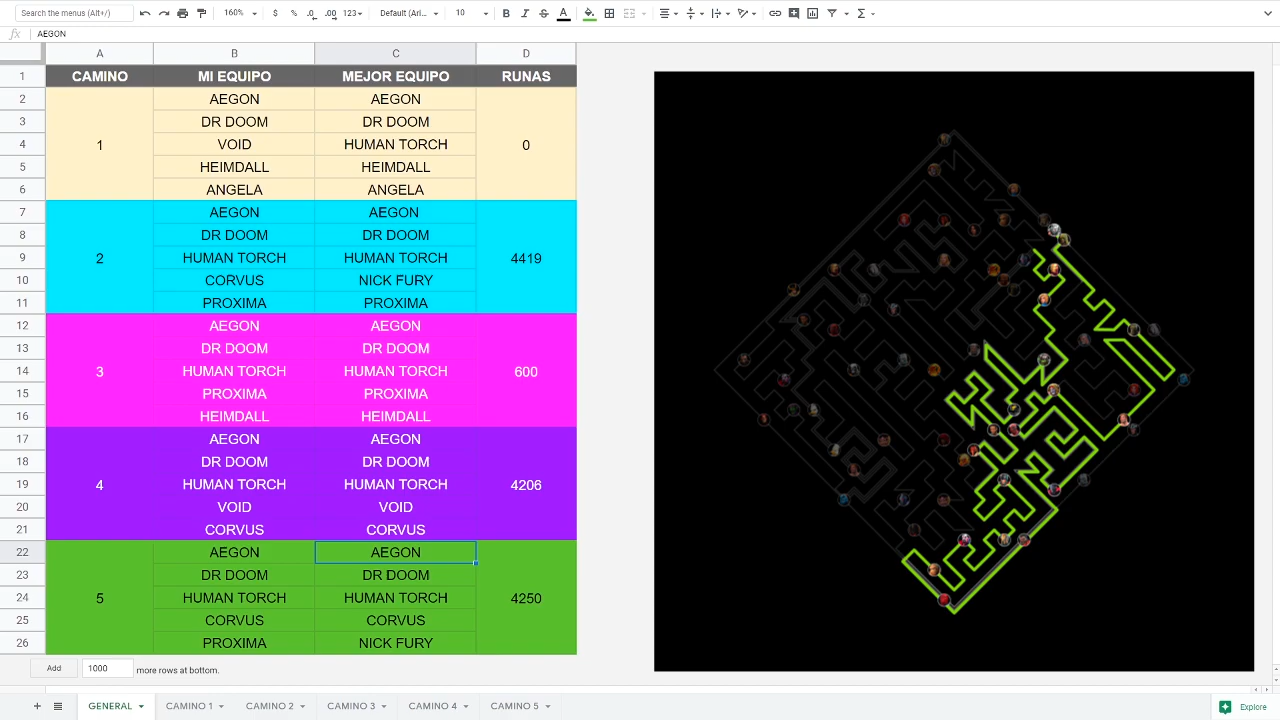 Search the menus (Alt+/) 160% $ % .0 .00 123 Default (Ari... 10 B I S A Σ
fx AEGON
A B C D
1 CAMINO MI EQUIPO MEJOR EQUIPO RUNAS
2 AEGON AEGON
3 DR DOOM DR DOOM
4 1 VOID HUMAN TORCH 0
5 HEIMDALL HEIMDALL
6 ANGELA ANGELA
7 AEGON AEGON
8 DR DOOM DR DOOM
9 2 HUMAN TORCH HUMAN TORCH 4419
10 CORVUS NICK FURY
11 PROXIMA PROXIMA
12 AEGON AEGON
13 DR DOOM DR DOOM
14 3 HUMAN TORCH HUMAN TORCH 600
15 PROXIMA PROXIMA
16 HEIMDALL HEIMDALL
17 AEGON AEGON
18 DR DOOM DR DOOM
19 4 HUMAN TORCH HUMAN TORCH 4206
20 VOID VOID
21 CORVUS CORVUS
22 AEGON AEGON
23 DR DOOM DR DOOM
24 5 HUMAN TORCH HUMAN TORCH 4250
25 CORVUS CORVUS
26 PROXIMA NICK FURY
Add 1000 more rows at bottom.
+ GENERAL CAMINO 1 CAMINO 2 CAMINO 3 CAMINO 4 CAMINO 5 Explore